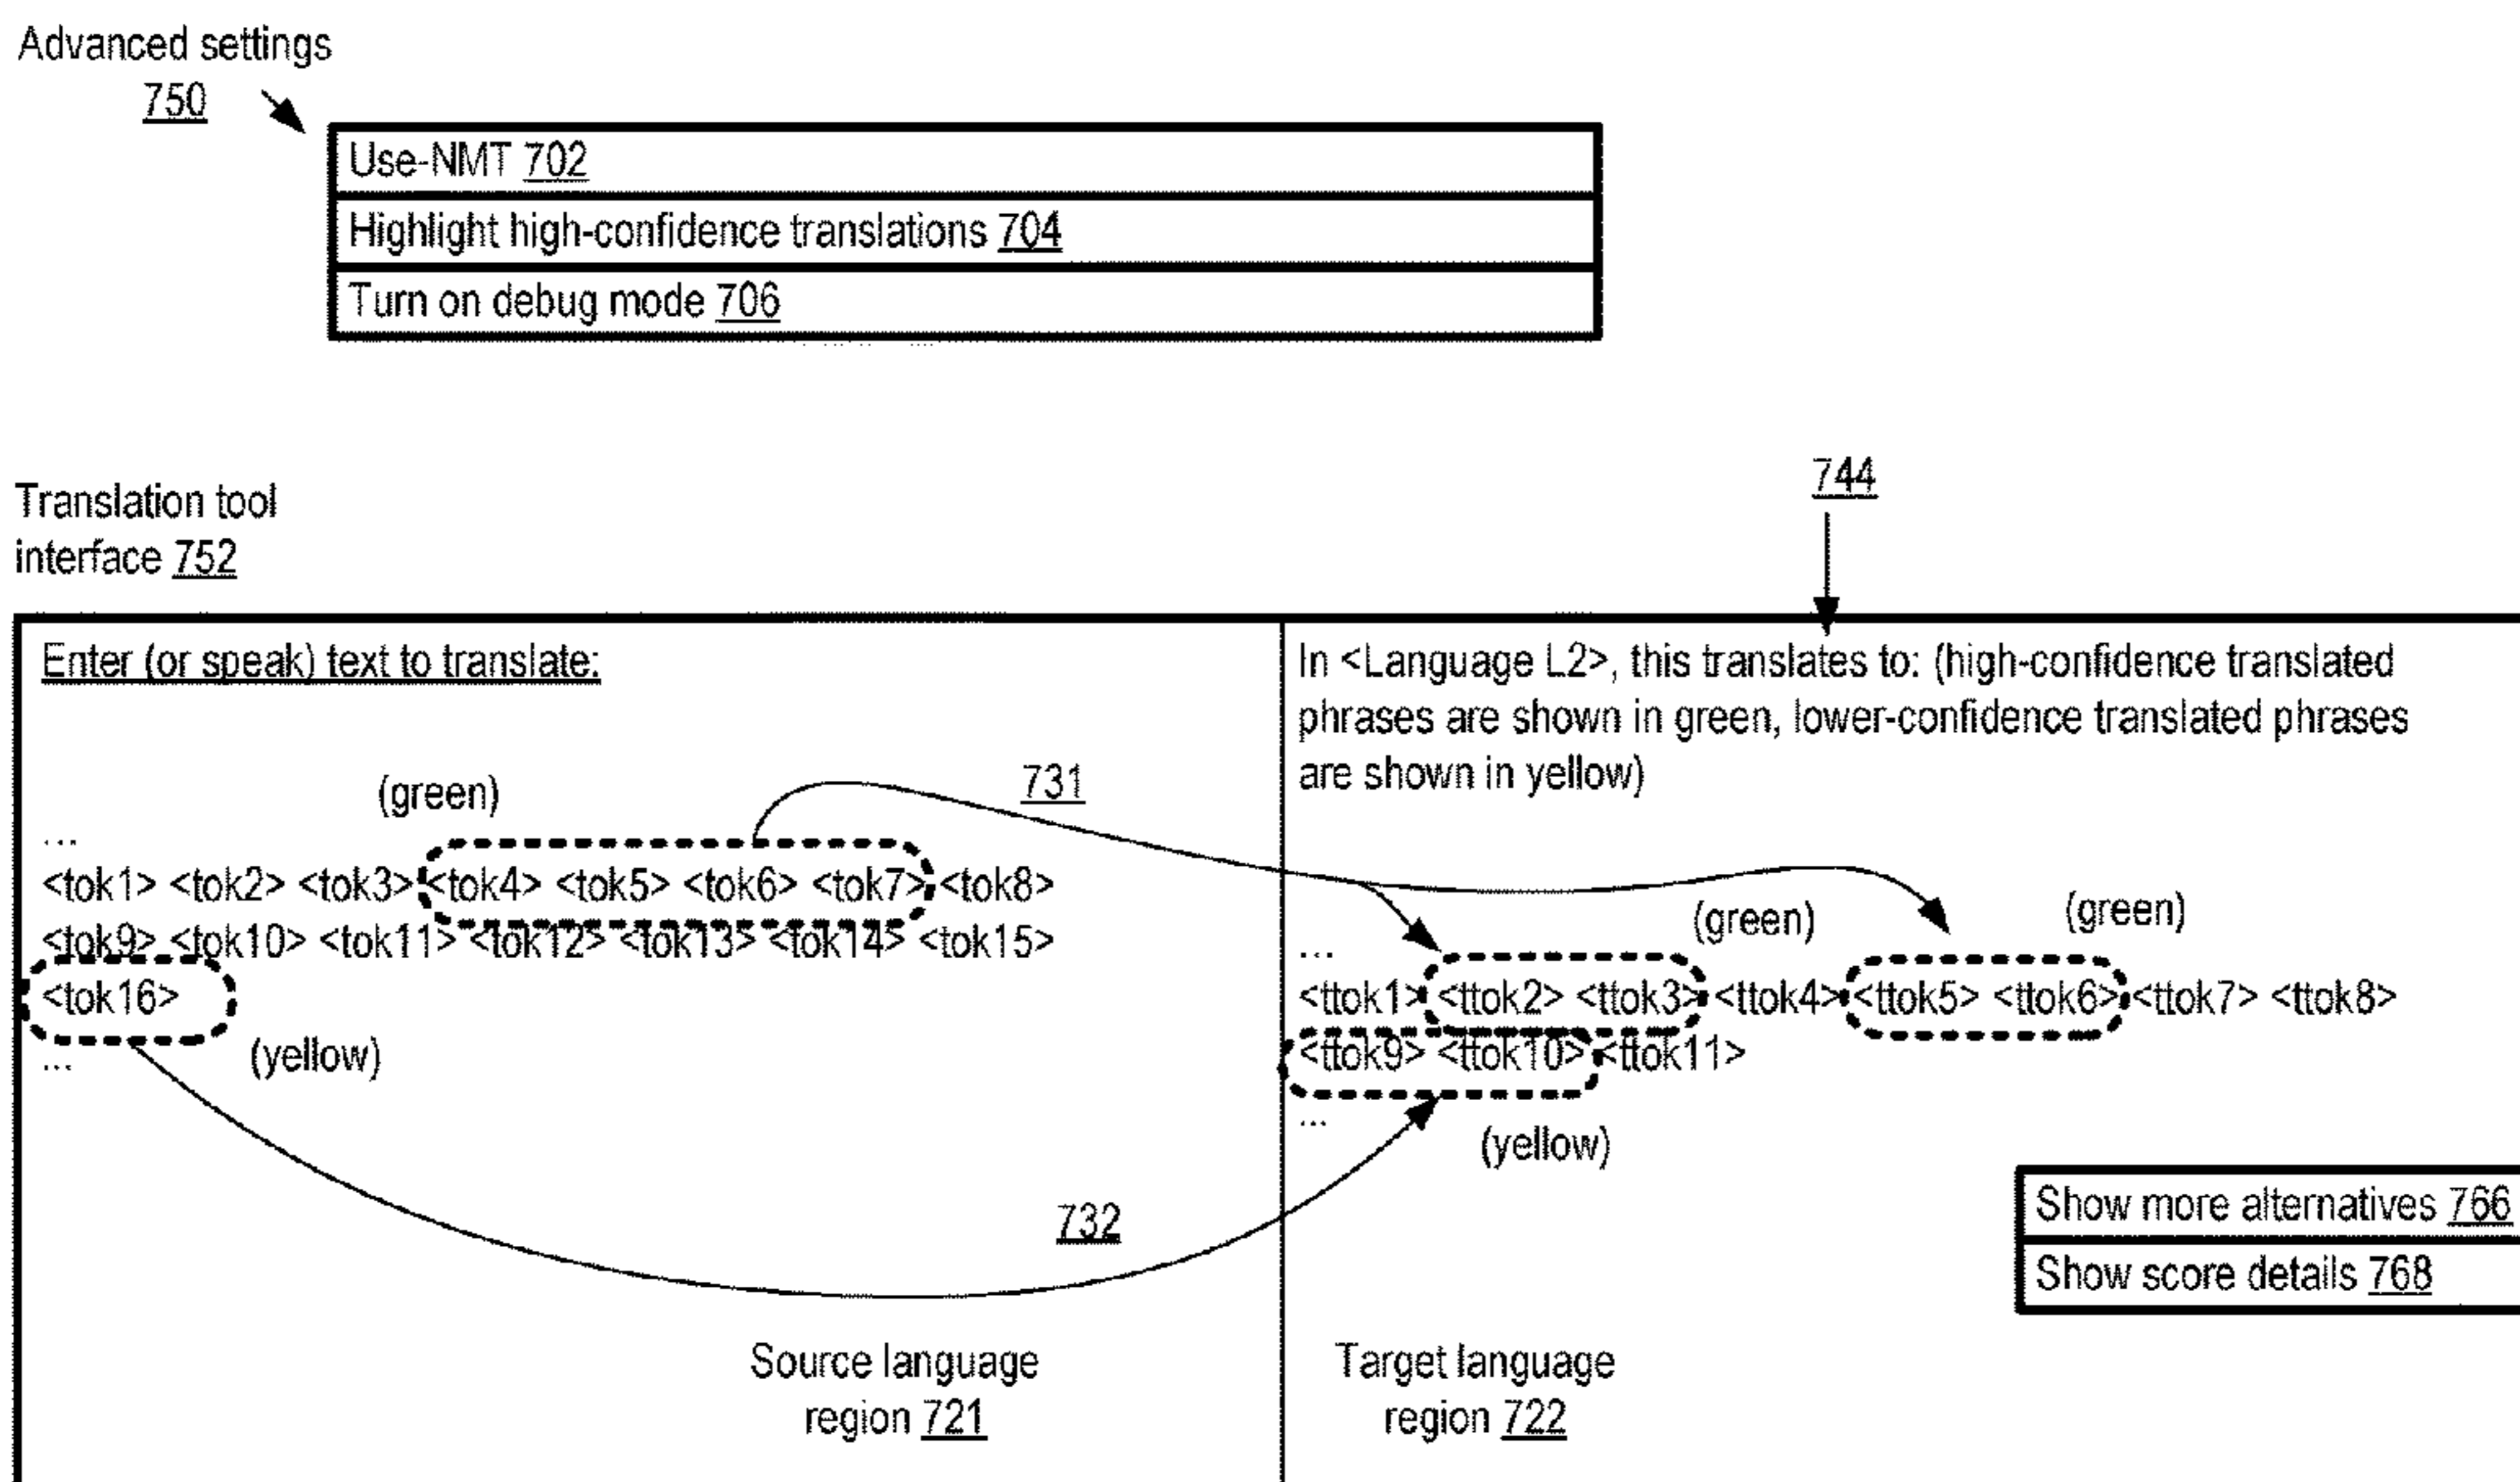 Advanced settings
750
Use-NMT 702
Highlight high-confidence translations 704
Turn on debug mode 706
744
Translation tool
interface 752
Enter (or speak) text to translate:
(green)
731
...
<tok1> <tok2> <tok3> <tok4> <tok5> <tok6> <tok7> <tok8>
<tok9> <tok10> <tok11> <tok12> <tok13> <tok14> <tok15>
<tok16>
(yellow)
...
732
Source language
region 721
In <Language L2>, this translates to: (high-confidence translated
phrases are shown in green, lower-confidence translated phrases
are shown in yellow)
(green)
(green)
...
<ttok1> <ttok2> <ttok3> <ttok4> <ttok5> <ttok6> <ttok7> <ttok8>
<ttok9> <ttok10> <ttok11>
...
(yellow)
Show more alternatives 766
Show score details 768
Target language
region 722